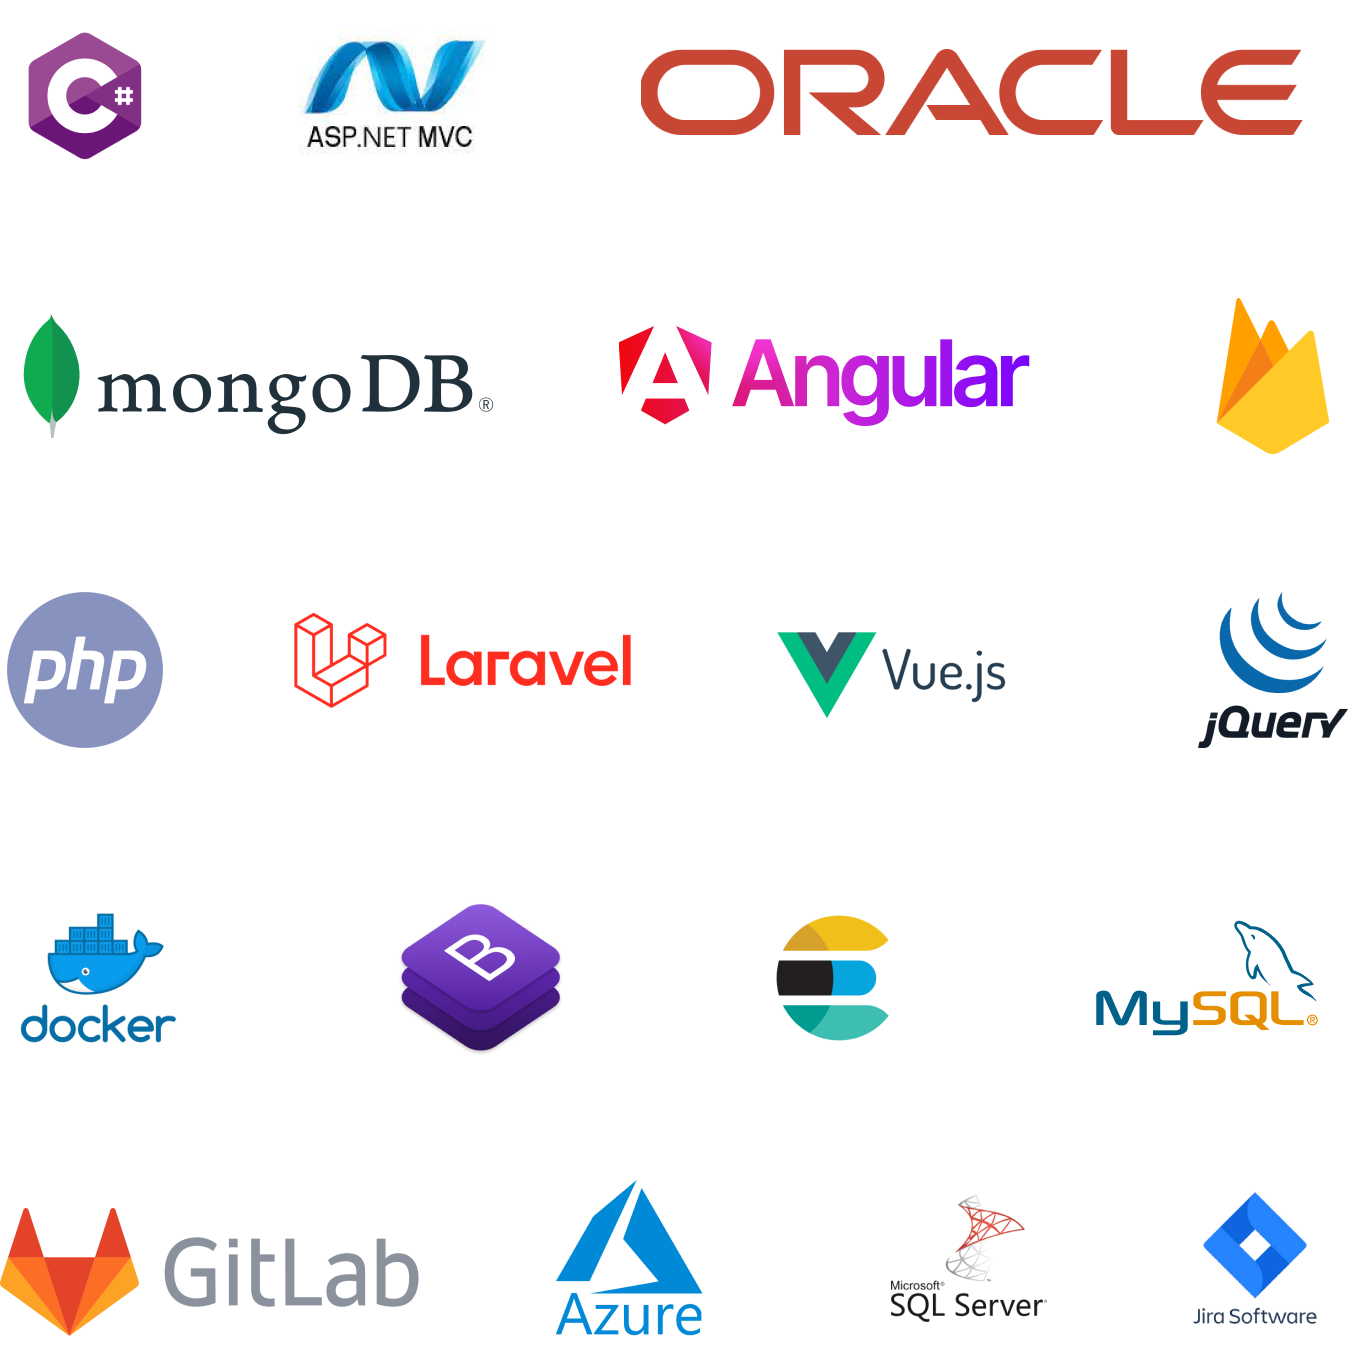 C#
ASP.NET MVC
ORACLE
mongoDB®
Angular
php
Laravel
Vue.js
jQuery
docker
B
MySQL®
GitLab
Azure
Microsoft®
SQL Server
Jira Software